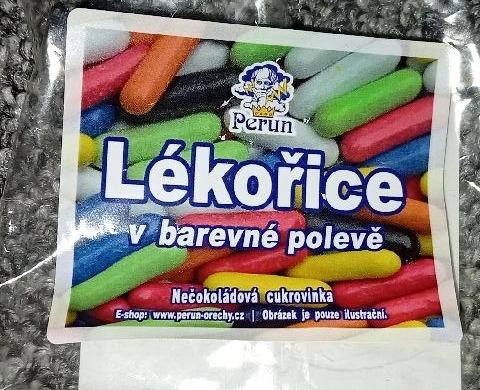 Perun
Lékořice
v barevné polevě
Nečokoládová cukrovinka
E-shop: www.perun-orechy.cz | Obrázek je pouze ilustrační.